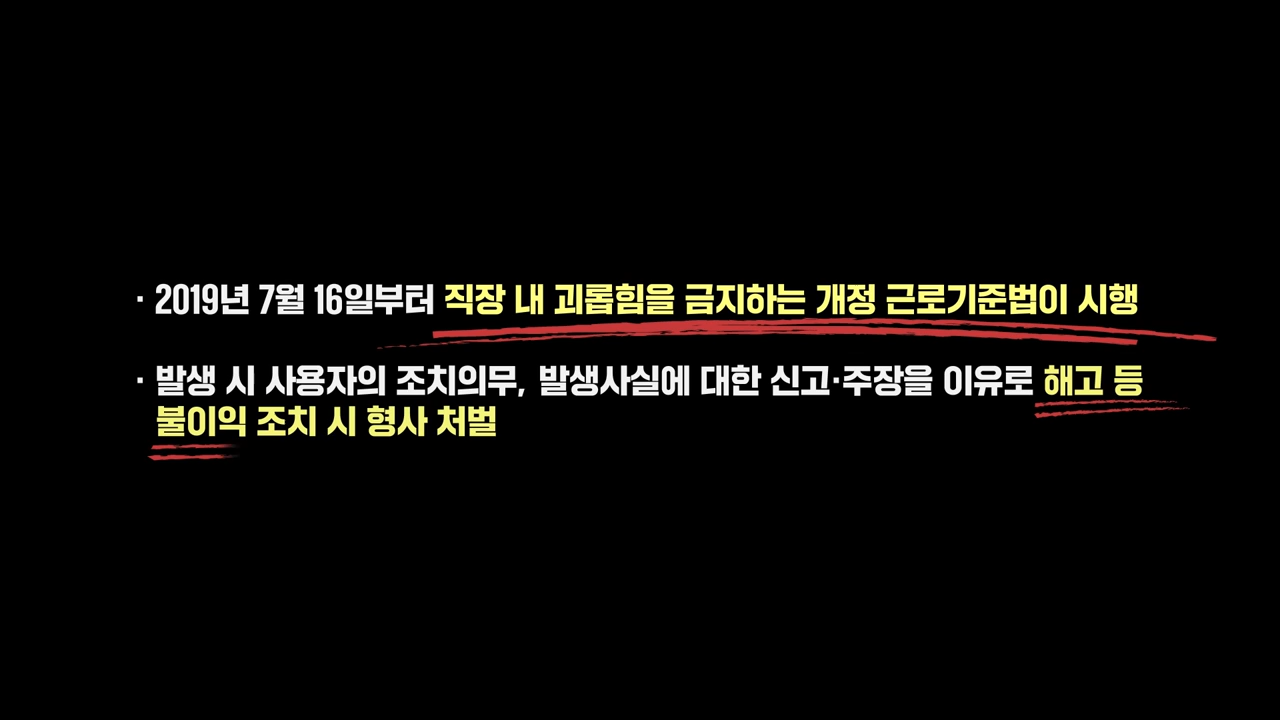 · 2019년 7월 16일부터 직장 내 괴롭힘을 금지하는 개정 근로기준법이 시행
· 발생 시 사용자의 조치의무, 발생사실에 대한 신고·주장을 이유로 해고 등
불이익 조치 시 형사 처벌